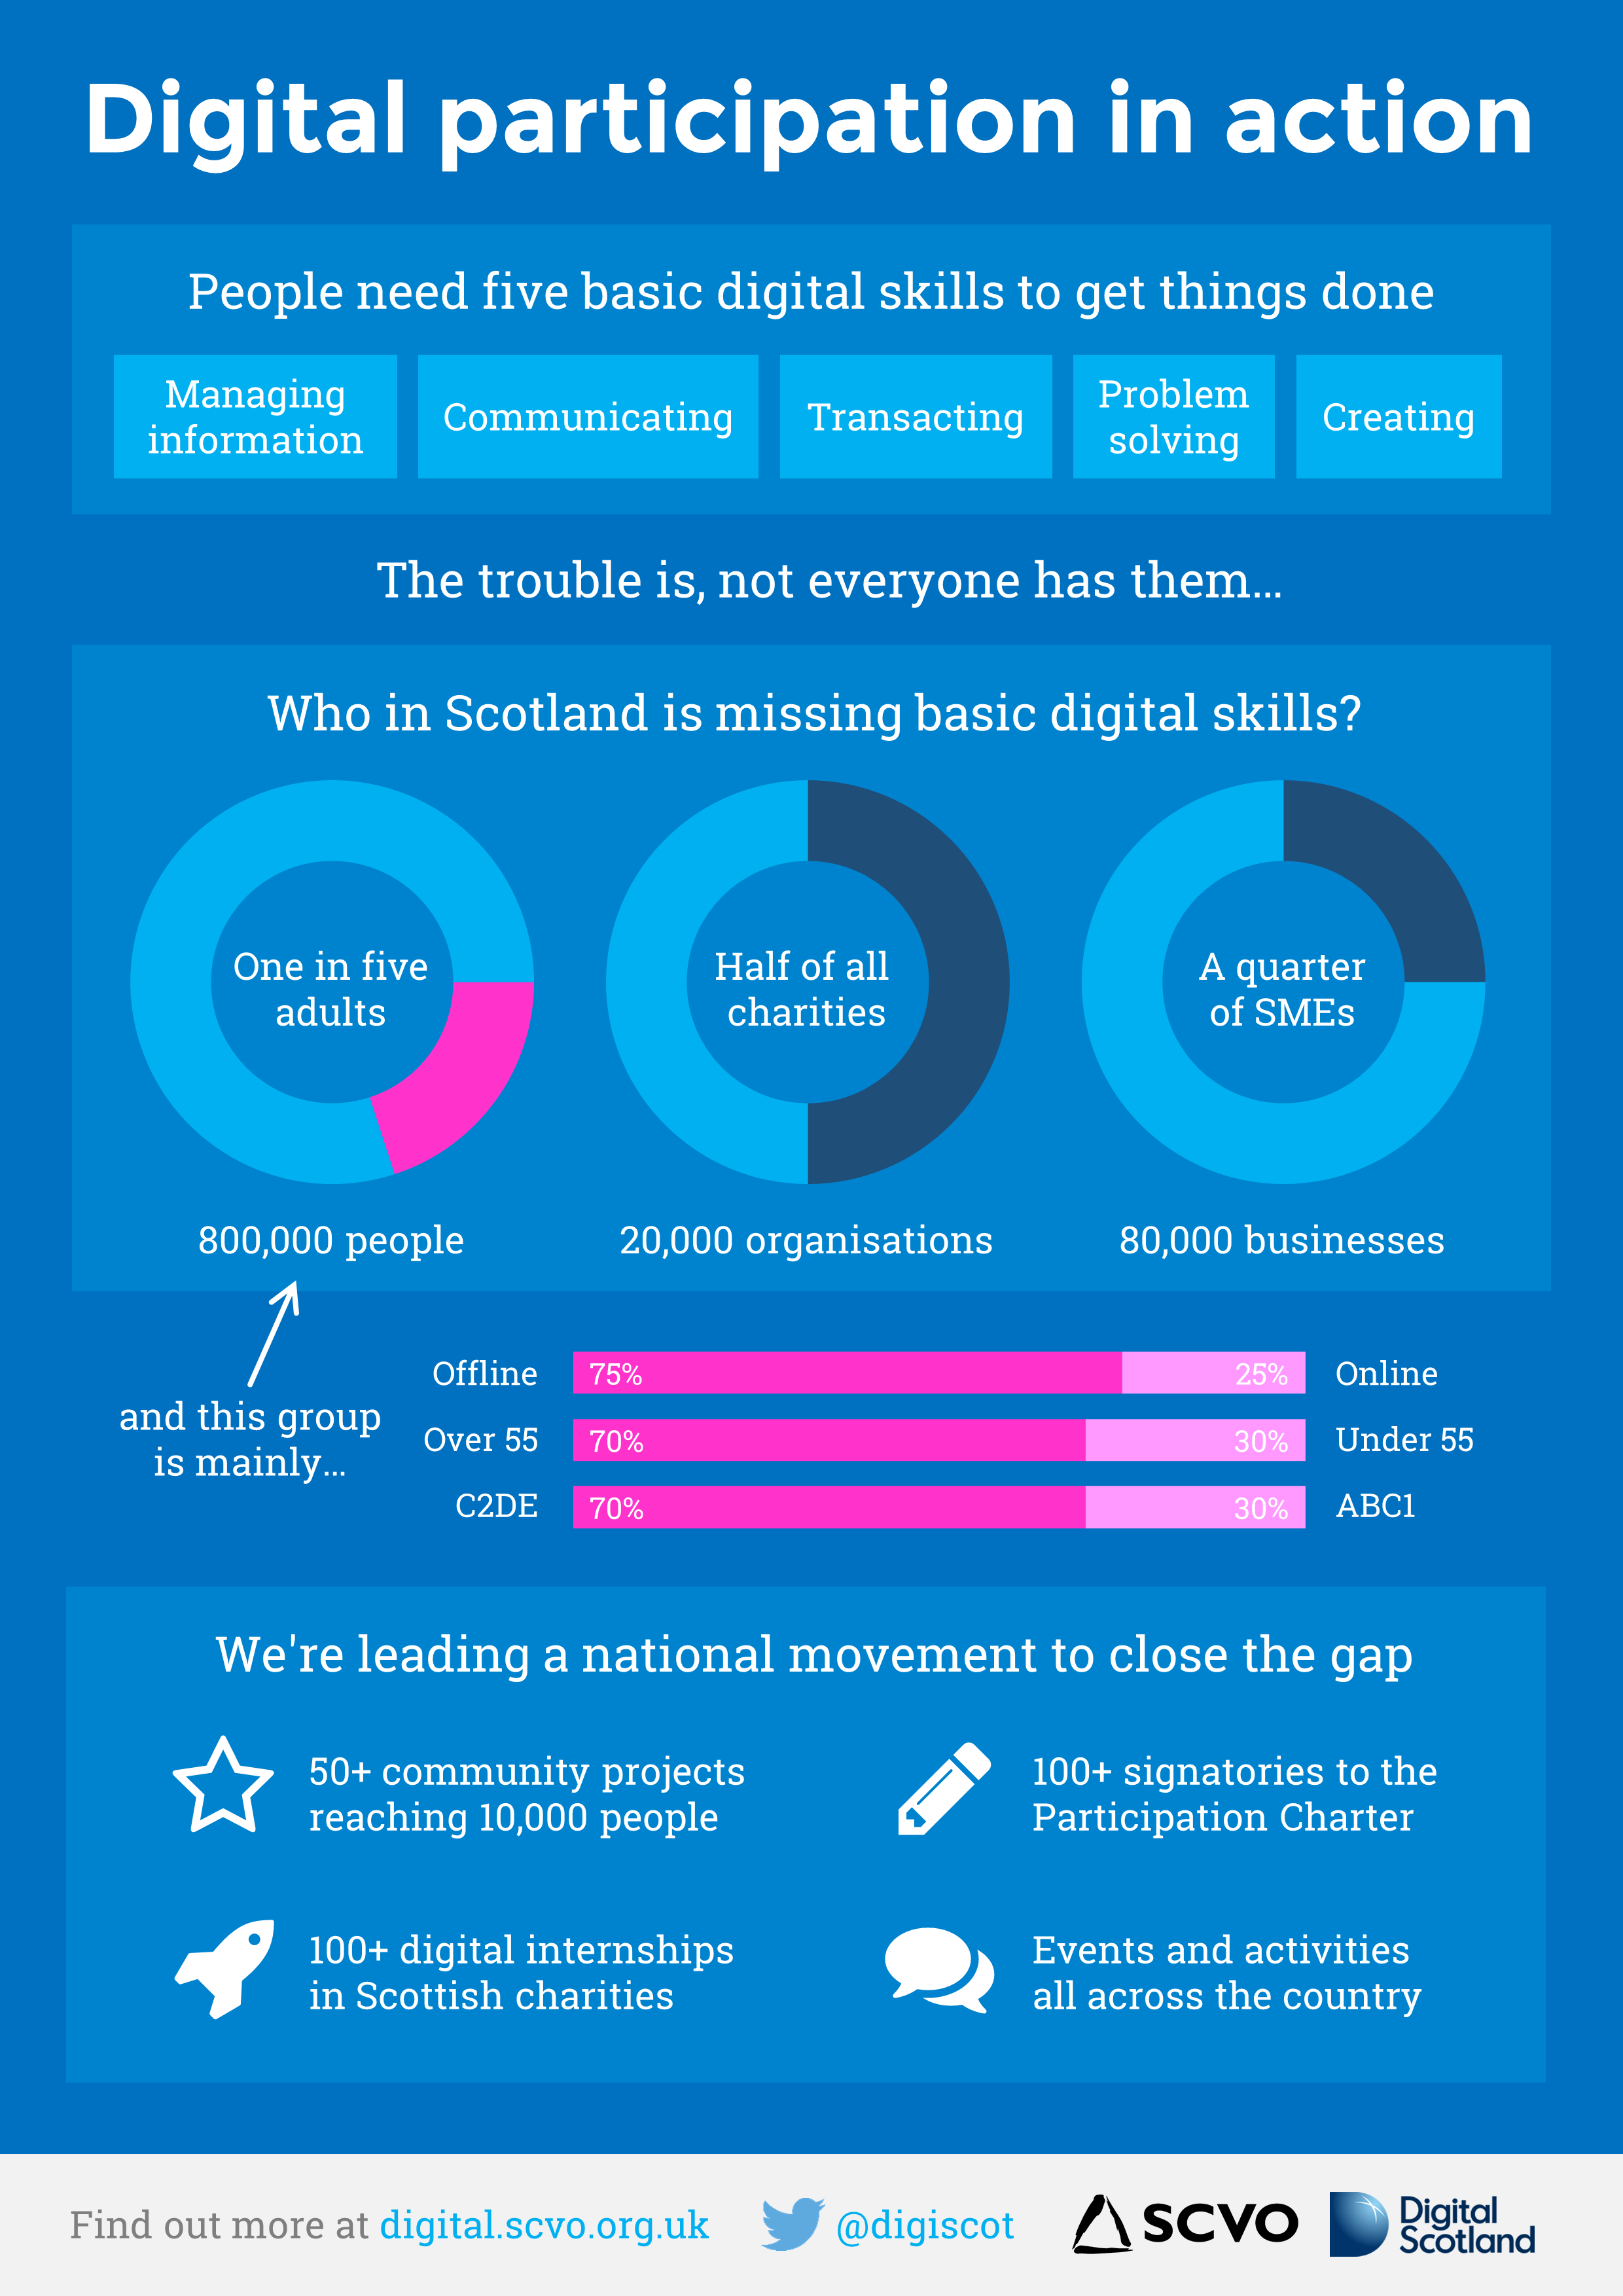 Digital participation in action
People need five basic digital skills to get things done
Managing
information
Communicating
Transacting
Problem
solving
Creating
The trouble is, not everyone has them...
Who in Scotland is missing basic digital skills?
One in five
adults
Half of all
charities
A quarter
of SMEs
800,000 people
20,000 organisations
80,000 businesses
and this group
is mainly...
Offline 75% 25% Online
Over 55 70% 30% Under 55
C2DE 70% 30% ABC1
We're leading a national movement to close the gap
50+ community projects
reaching 10,000 people
100+ signatories to the
Participation Charter
100+ digital internships
in Scottish charities
Events and activities
all across the country
Find out more at digital.scvo.org.uk
@digiscot
SCVO
Digital
Scotland